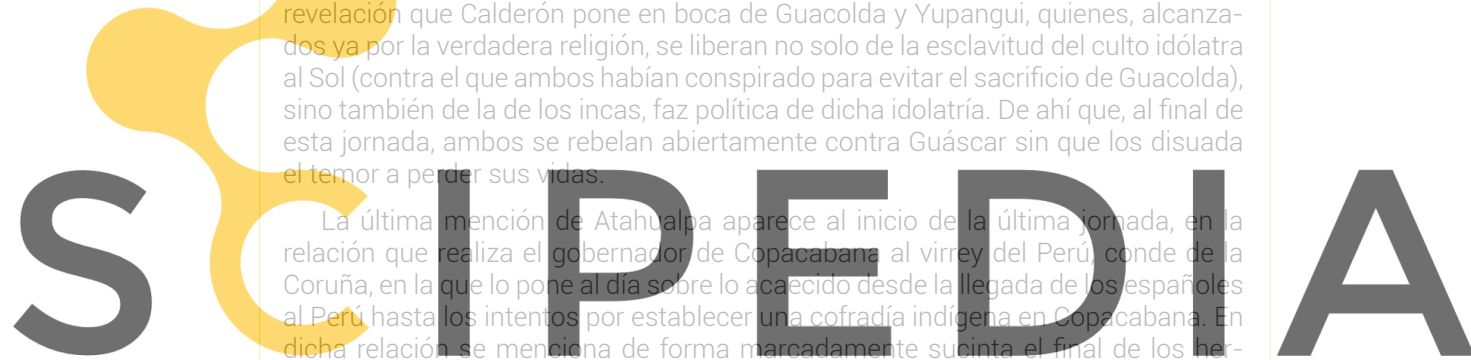 revelación que Calderón pone en boca de Guacolda y Yupangui, quienes, alcanza-
dos ya por la verdadera religión, se liberan no solo de la esclavitud del culto idólatra
al Sol (contra el que ambos habían conspirado para evitar el sacrificio de Guacolda),
sino también de la de los incas, faz política de dicha idolatría. De ahí que, al final de
esta jornada, ambos se rebelan abiertamente contra Guáscar sin que los disuada
el temor a perder sus vidas.
La última mención de Atahualpa aparece al inicio de la última jornada, en la
relación que realiza el gobernador de Copacabana al virrey del Perú, conde de la
Coruña, en la que lo pone al día sobre lo acaecido desde la llegada de los españoles
al Perú hasta los intentos por establecer una cofradía indígena en Copacabana. En
dicha relación se menciona de forma marcadamente sucinta el final de los her-
SCIPEDIA